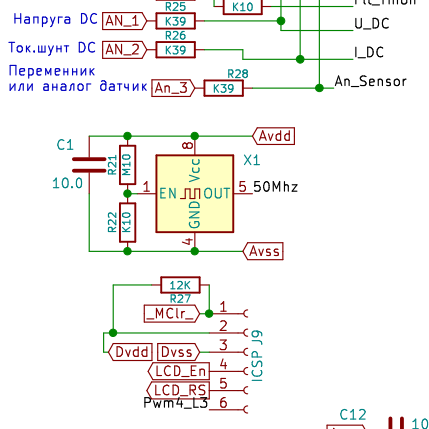 R25
K10
Напруга DC AN_1 K39 U_DC
R26
Ток.шунт DC AN_2 K39 I_DC
Переменник
R28 An_Sensor
или аналог датчик An_3 K39
Avdd
C1 8 X1
R21 M10 Vcc
10.0 1 EN OUT 5 50Mhz
R22 K10 GND
4 Avss
12K
R27
_MClr_ 1
2
Dvdd Dvss 3
LCD_En 4
LCD_RS 5
Pwm4_L3 6
ICSP J9
C12
10